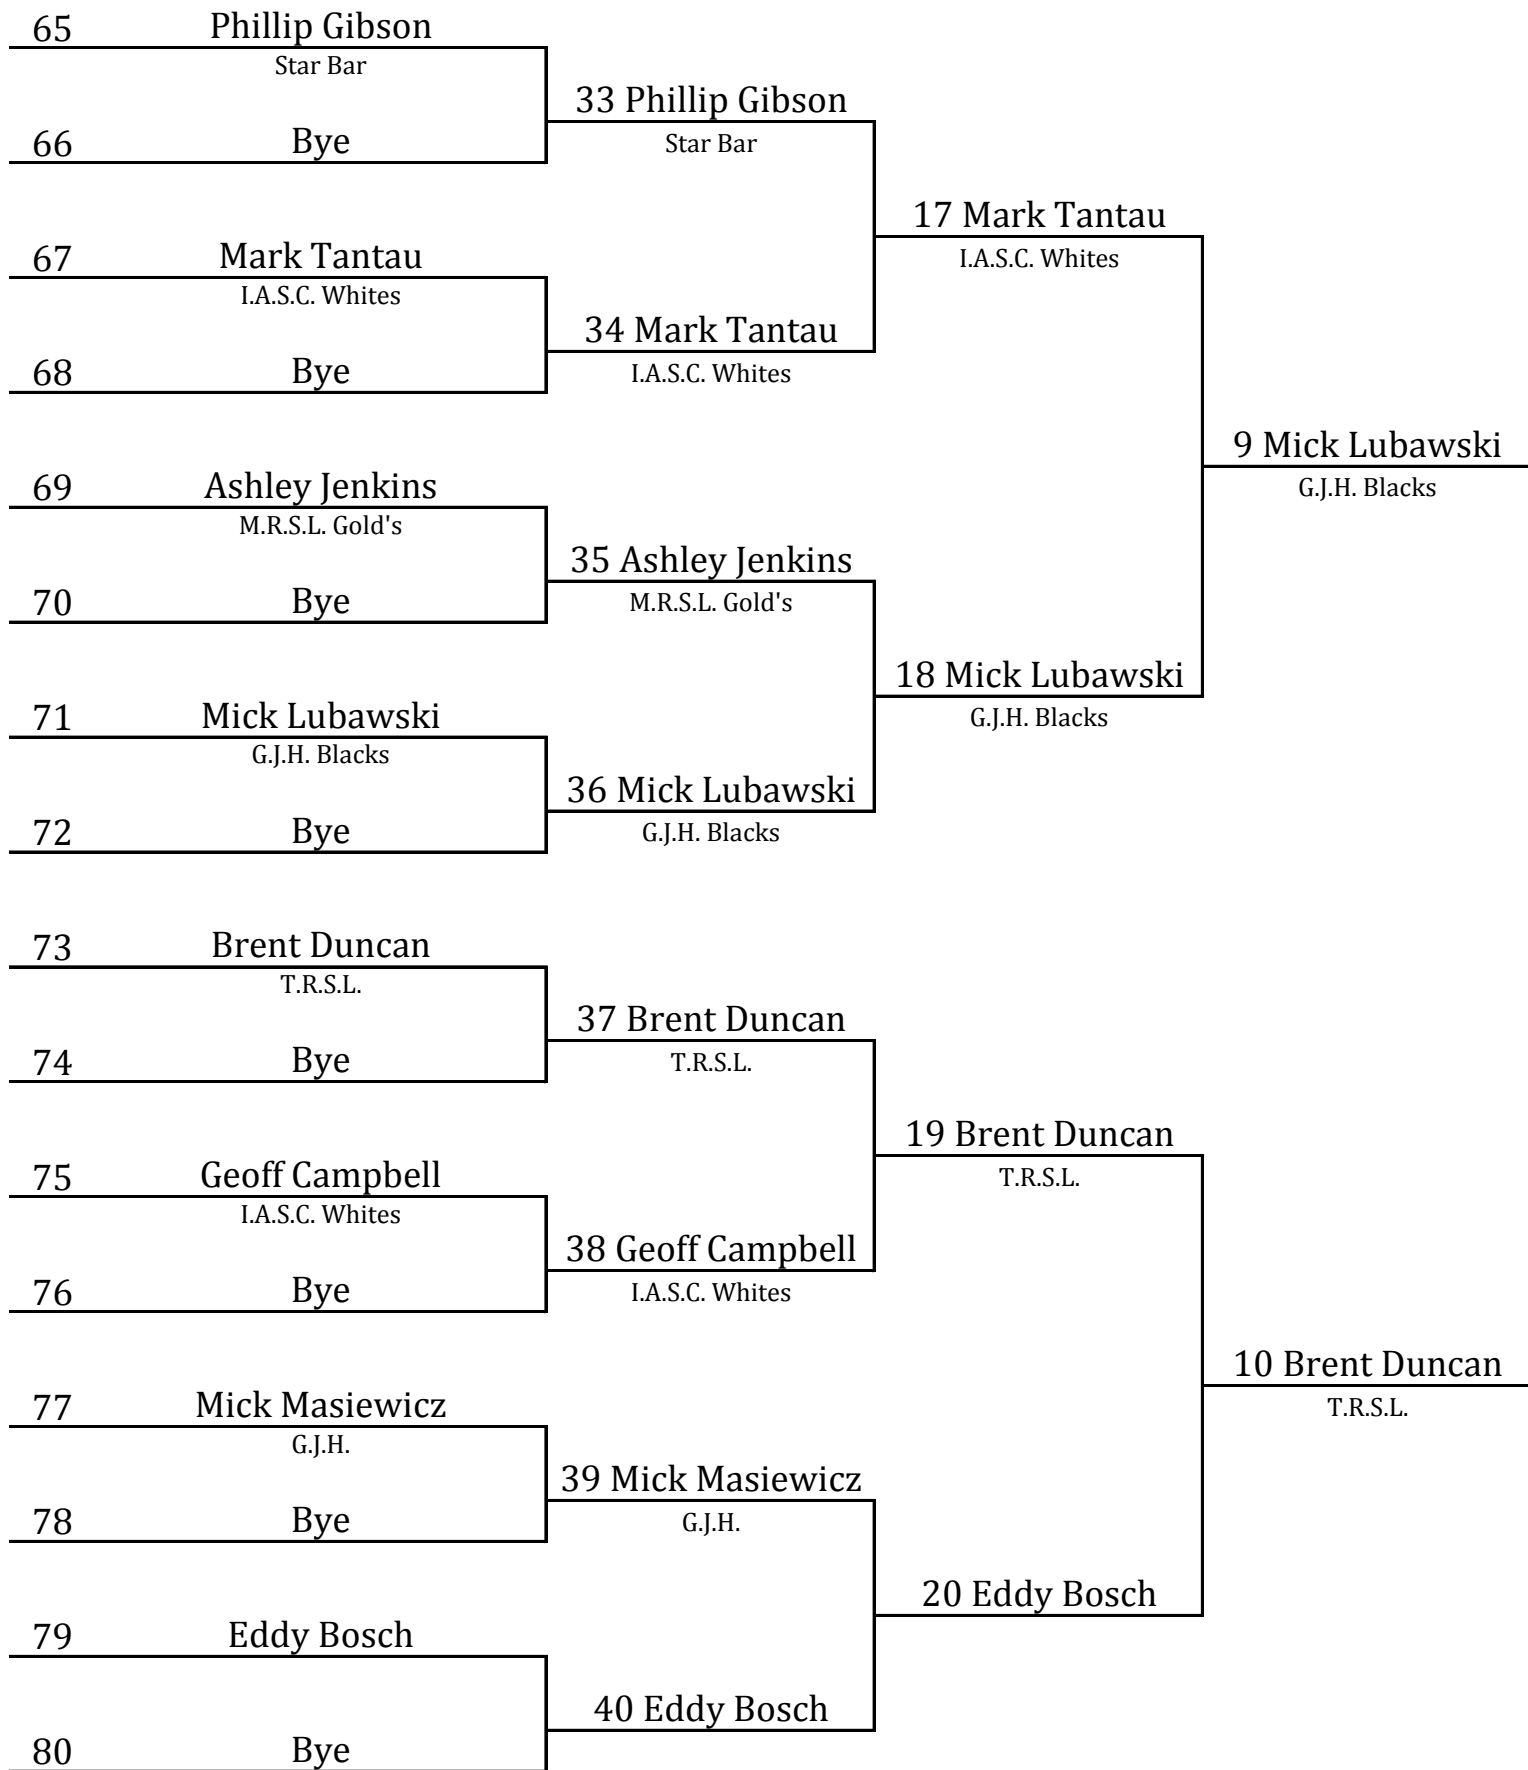 65 Phillip Gibson
Star Bar
66 Bye
67 Mark Tantau
I.A.S.C. Whites
68 Bye
69 Ashley Jenkins
M.R.S.L. Gold's
70 Bye
71 Mick Lubawski
G.J.H. Blacks
72 Bye
73 Brent Duncan
T.R.S.L.
74 Bye
75 Geoff Campbell
I.A.S.C. Whites
76 Bye
77 Mick Masiewicz
G.J.H.
78 Bye
79 Eddy Bosch
80 Bye
33 Phillip Gibson
Star Bar
34 Mark Tantau
I.A.S.C. Whites
35 Ashley Jenkins
M.R.S.L. Gold's
36 Mick Lubawski
G.J.H. Blacks
37 Brent Duncan
T.R.S.L.
38 Geoff Campbell
I.A.S.C. Whites
39 Mick Masiewicz
G.J.H.
40 Eddy Bosch
17 Mark Tantau
I.A.S.C. Whites
18 Mick Lubawski
G.J.H. Blacks
19 Brent Duncan
T.R.S.L.
20 Eddy Bosch
9 Mick Lubawski
G.J.H. Blacks
10 Brent Duncan
T.R.S.L.